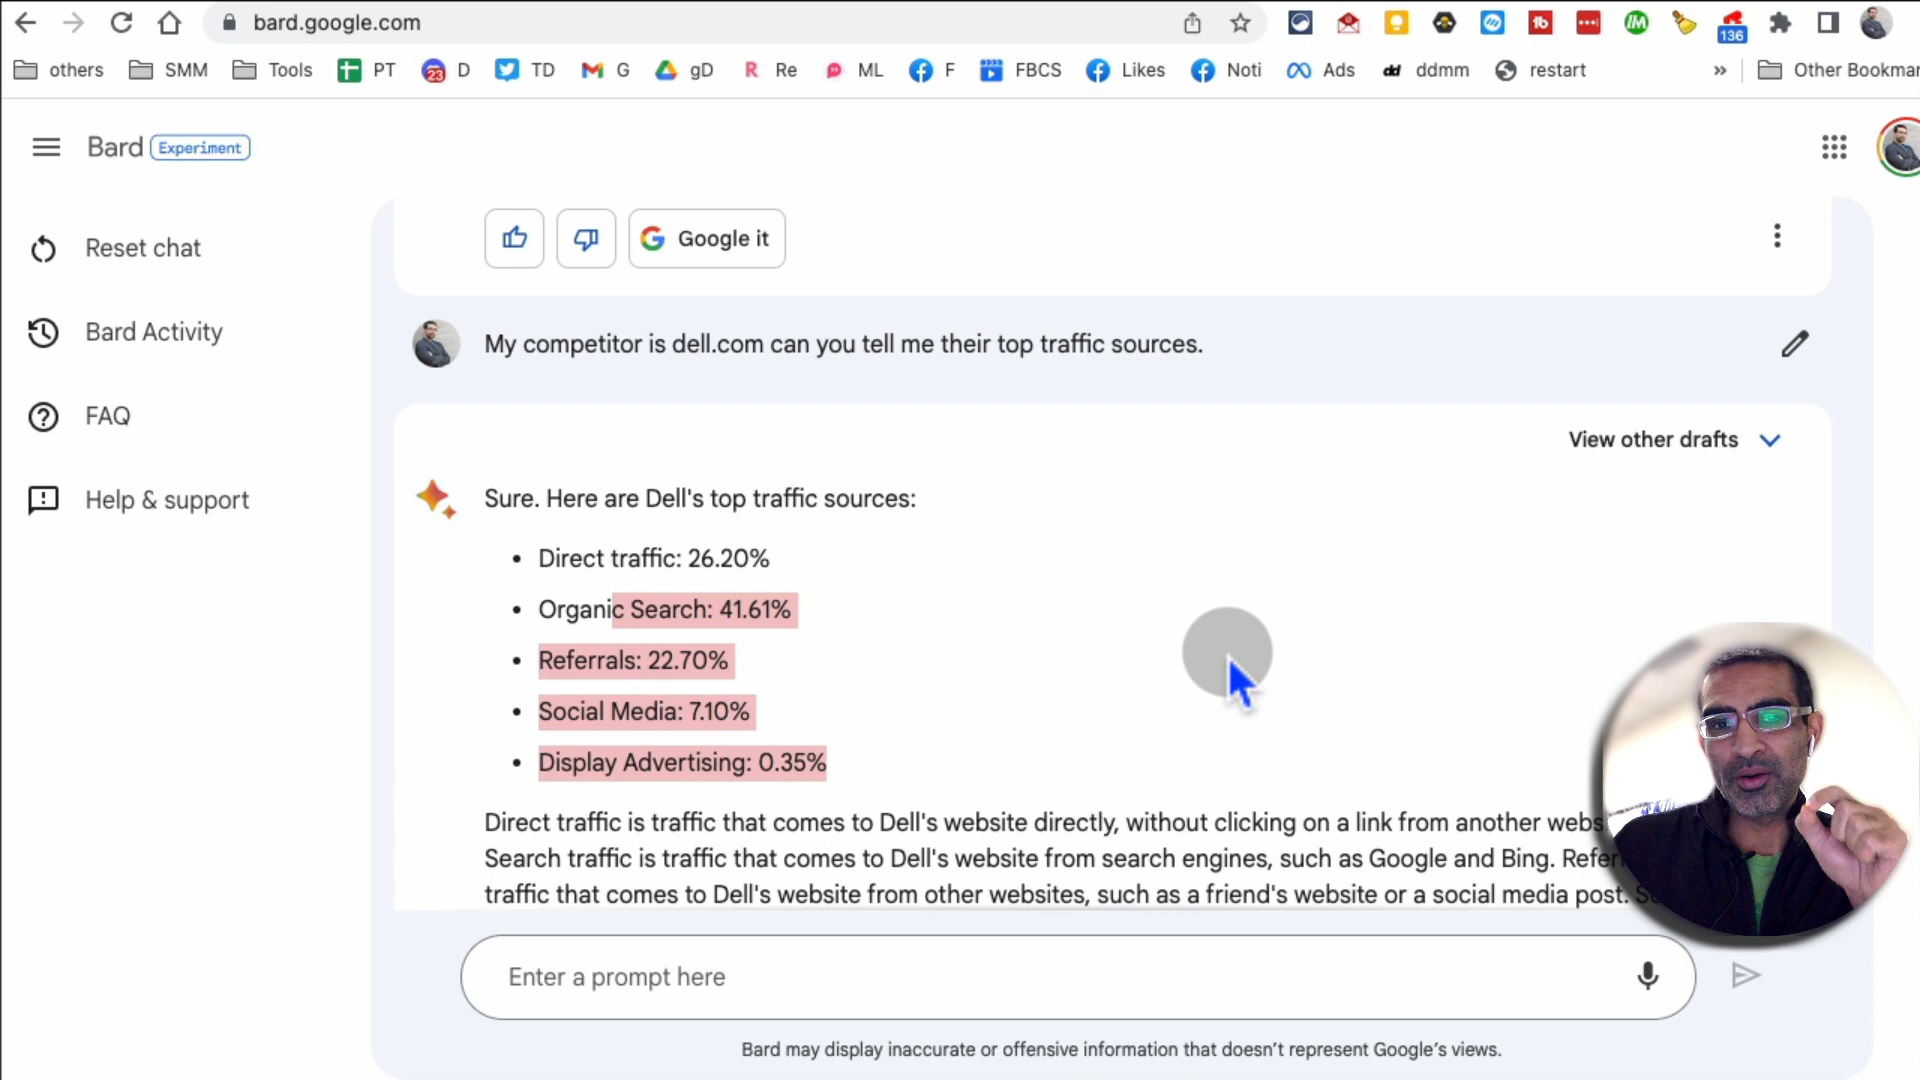 bard.google.com
136
others SMM Tools PT 23 D TD G gD R Re ML F FBCS Likes Noti Ads dd ddmm restart » Other Bookmar
Bard Experiment
Reset chat
Bard Activity
FAQ
Help & support
Google it
My competitor is dell.com can you tell me their top traffic sources.
View other drafts
Sure. Here are Dell's top traffic sources:
• Direct traffic: 26.20%
• Organic Search: 41.61%
• Referrals: 22.70%
• Social Media: 7.10%
• Display Advertising: 0.35%
Direct traffic is traffic that comes to Dell's website directly, without clicking on a link from another webs
Search traffic is traffic that comes to Dell's website from search engines, such as Google and Bing. Refer
traffic that comes to Dell's website from other websites, such as a friend's website or a social media post.
Enter a prompt here
Bard may display inaccurate or offensive information that doesn't represent Google's views.